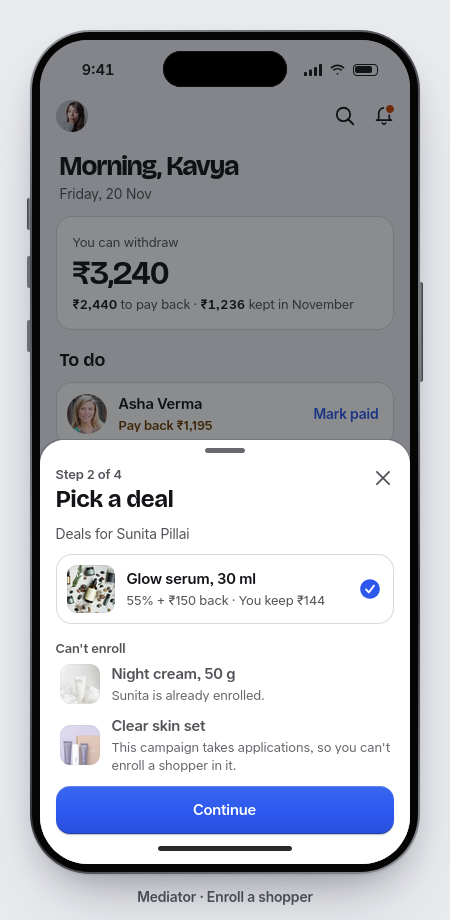 9:41
Morning, Kavya
Friday, 20 Nov
You can withdraw
₹3,240
₹2,440 to pay back · ₹1,236 kept in November
To do
Asha Verma
Pay back ₹1,195
Mark paid
Step 2 of 4
Pick a deal
Deals for Sunita Pillai
Glow serum, 30 ml
55% + ₹150 back · You keep ₹144
Can't enroll
Night cream, 50 g
Sunita is already enrolled.
Clear skin set
This campaign takes applications, so you can't
enroll a shopper in it.
Continue
Mediator · Enroll a shopper